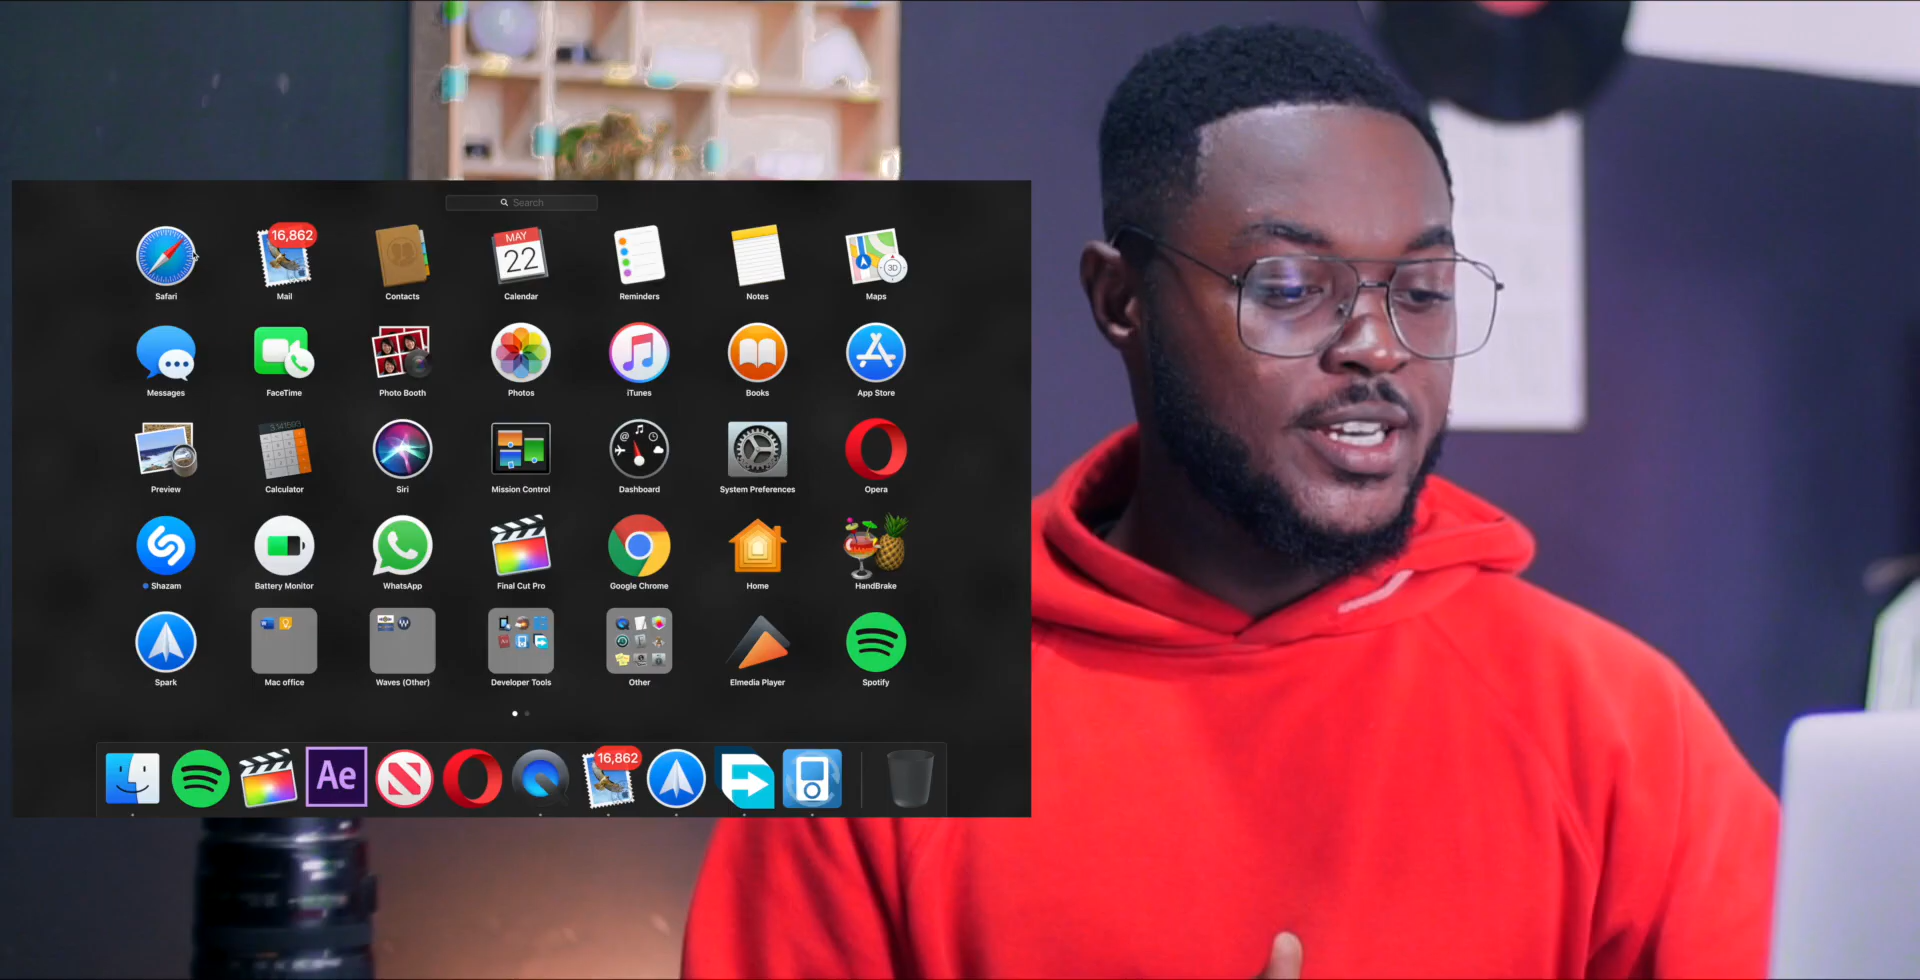 Search
16,862
MAY
22
3D
Safari
Mail
Contacts
Calendar
Reminders
Notes
Maps
Messages
FaceTime
Photo Booth
Photos
iTunes
Books
App Store
Preview
Calculator
Siri
Mission Control
Dashboard
System Preferences
Opera
Shazam
Battery Monitor
WhatsApp
Final Cut Pro
Google Chrome
Home
HandBrake
Spark
Mac office
Waves (Other)
Developer Tools
Other
Elmedia Player
Spotify
Ae
16,862